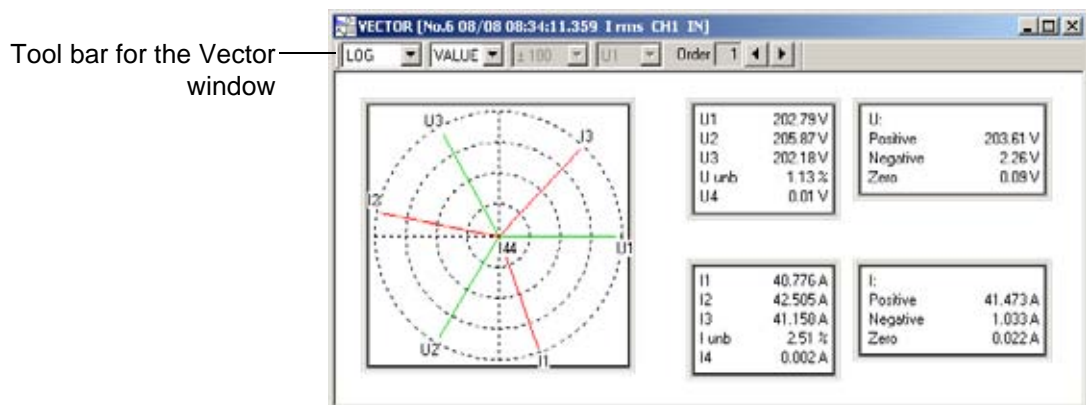 Tool bar for the Vector
window
VECTOR [No.6 08/08 08:34:11.359 I rms CH1 IN]
LOG VALUE ± 100 U1 Order 1
U3
I3
I2
I44
U1
U2
I1
U1 202.79 V
U2 205.87 V
U3 202.18 V
U unb 1.13 %
U4 0.01 V
U:
Positive 203.61 V
Negative 2.26 V
Zero 0.09 V
I1 40.776 A
I2 42.505 A
I3 41.158 A
I unb 2.51 %
I4 0.002 A
I:
Positive 41.473 A
Negative 1.033 A
Zero 0.022 A